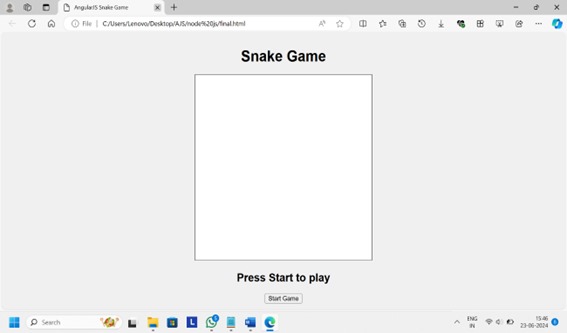 AngularJS Snake Game
File
C:/Users/Lenovo/Desktop/AJS/node%20js/final.html
Snake Game
Press Start to play
Start Game
Search
ENG
IN
15:46
23-06-2024